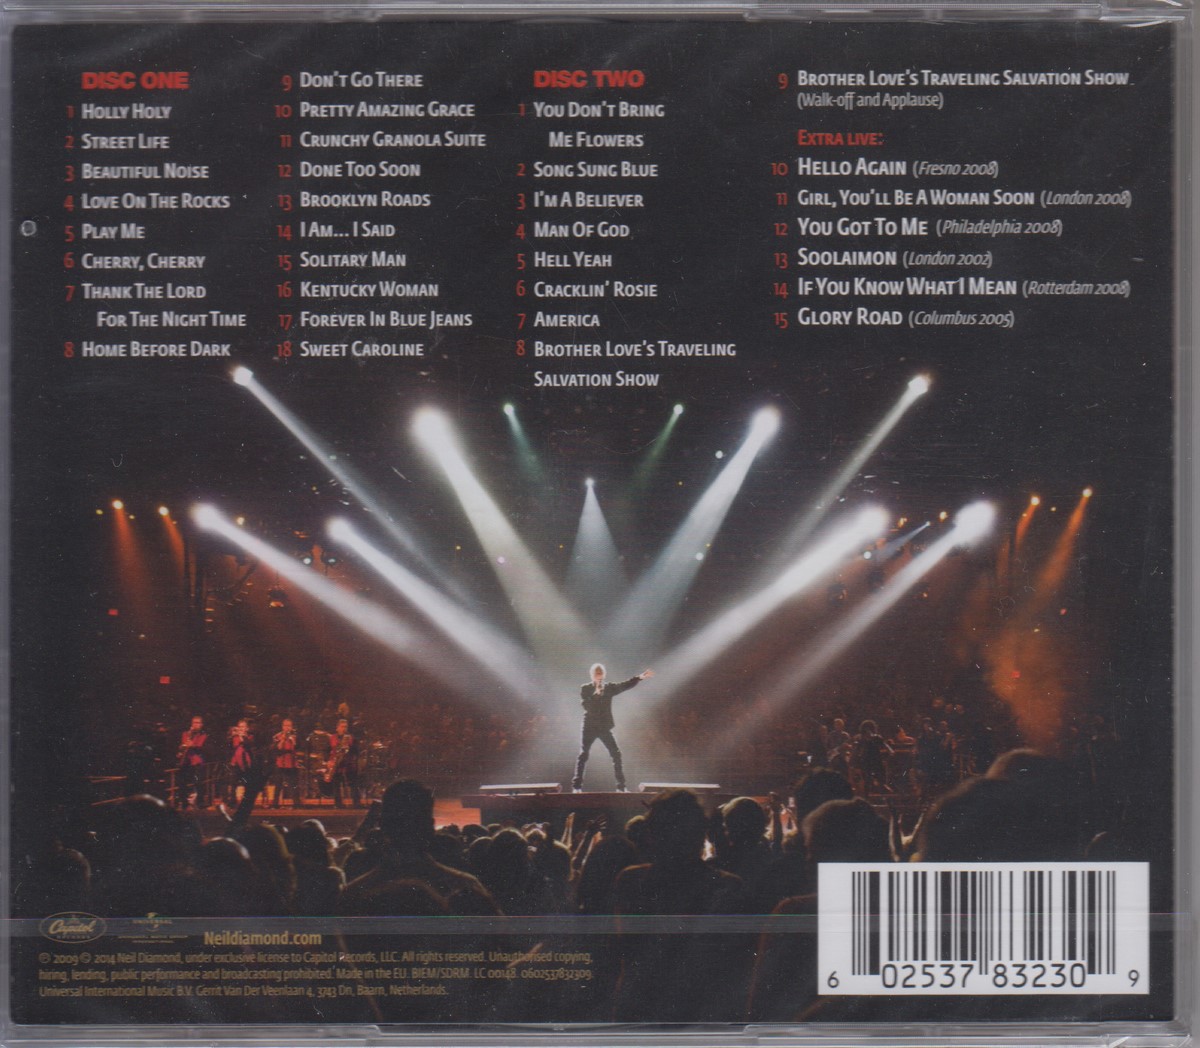 DISC ONE
1 HOLLY HOLY
2 STREET LIFE
3 BEAUTIFUL NOISE
4 LOVE ON THE ROCKS
5 PLAY ME
6 CHERRY, CHERRY
7 THANK THE LORD
FOR THE NIGHT TIME
8 HOME BEFORE DARK
9 DON'T GO THERE
10 PRETTY AMAZING GRACE
11 CRUNCHY GRANOLA SUITE
12 DONE TOO SOON
13 BROOKLYN ROADS
14 I AM... I SAID
15 SOLITARY MAN
16 KENTUCKY WOMAN
17 FOREVER IN BLUE JEANS
18 SWEET CAROLINE
DISC TWO
1 YOU DON'T BRING
ME FLOWERS
2 SONG SUNG BLUE
3 I'M A BELIEVER
4 MAN OF GOD
5 HELL YEAH
6 CRACKLIN' ROSIE
7 AMERICA
8 BROTHER LOVE'S TRAVELING
SALVATION SHOW
9 BROTHER LOVE'S TRAVELING SALVATION SHOW
(Walk-off and Applause)
EXTRA LIVE:
10 HELLO AGAIN (Fresno 2008)
11 GIRL, YOU'LL BE A WOMAN SOON (London 2008)
12 YOU GOT TO ME (Philadelphia 2008)
13 SOOLAIMON (London 2002)
14 IF YOU KNOW WHAT I MEAN (Rotterdam 2008)
15 GLORY ROAD (Columbus 2005)
Capitol
RECORDS
UNIVERSAL
Neildiamond.com
℗ 2009 © 2014 Neil Diamond, under exclusive license to Capitol Records, LLC. All rights reserved. Unauthorised copying,
hiring, lending, public performance and broadcasting prohibited. Made in the EU. BIEM/SDRM. LC 00148. 0602537832309.
Universal International Music B.V. Gerrit Van Der Veenlaan 4, 3743 Dn, Baarn, Netherlands.
6 02537 83230 9